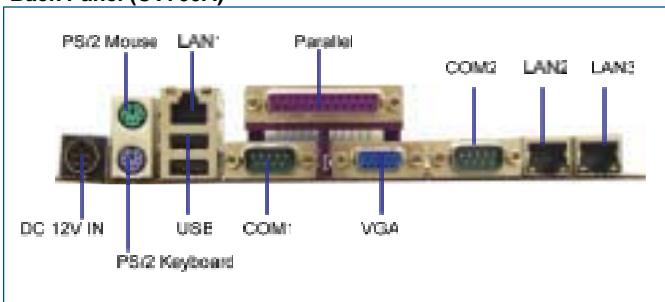 PS/2 Mouse
LAN1
Parallel
COM2
LAN2
LAN3
DC 12V IN
USB
COM1
VGA
PS/2 Keyboard